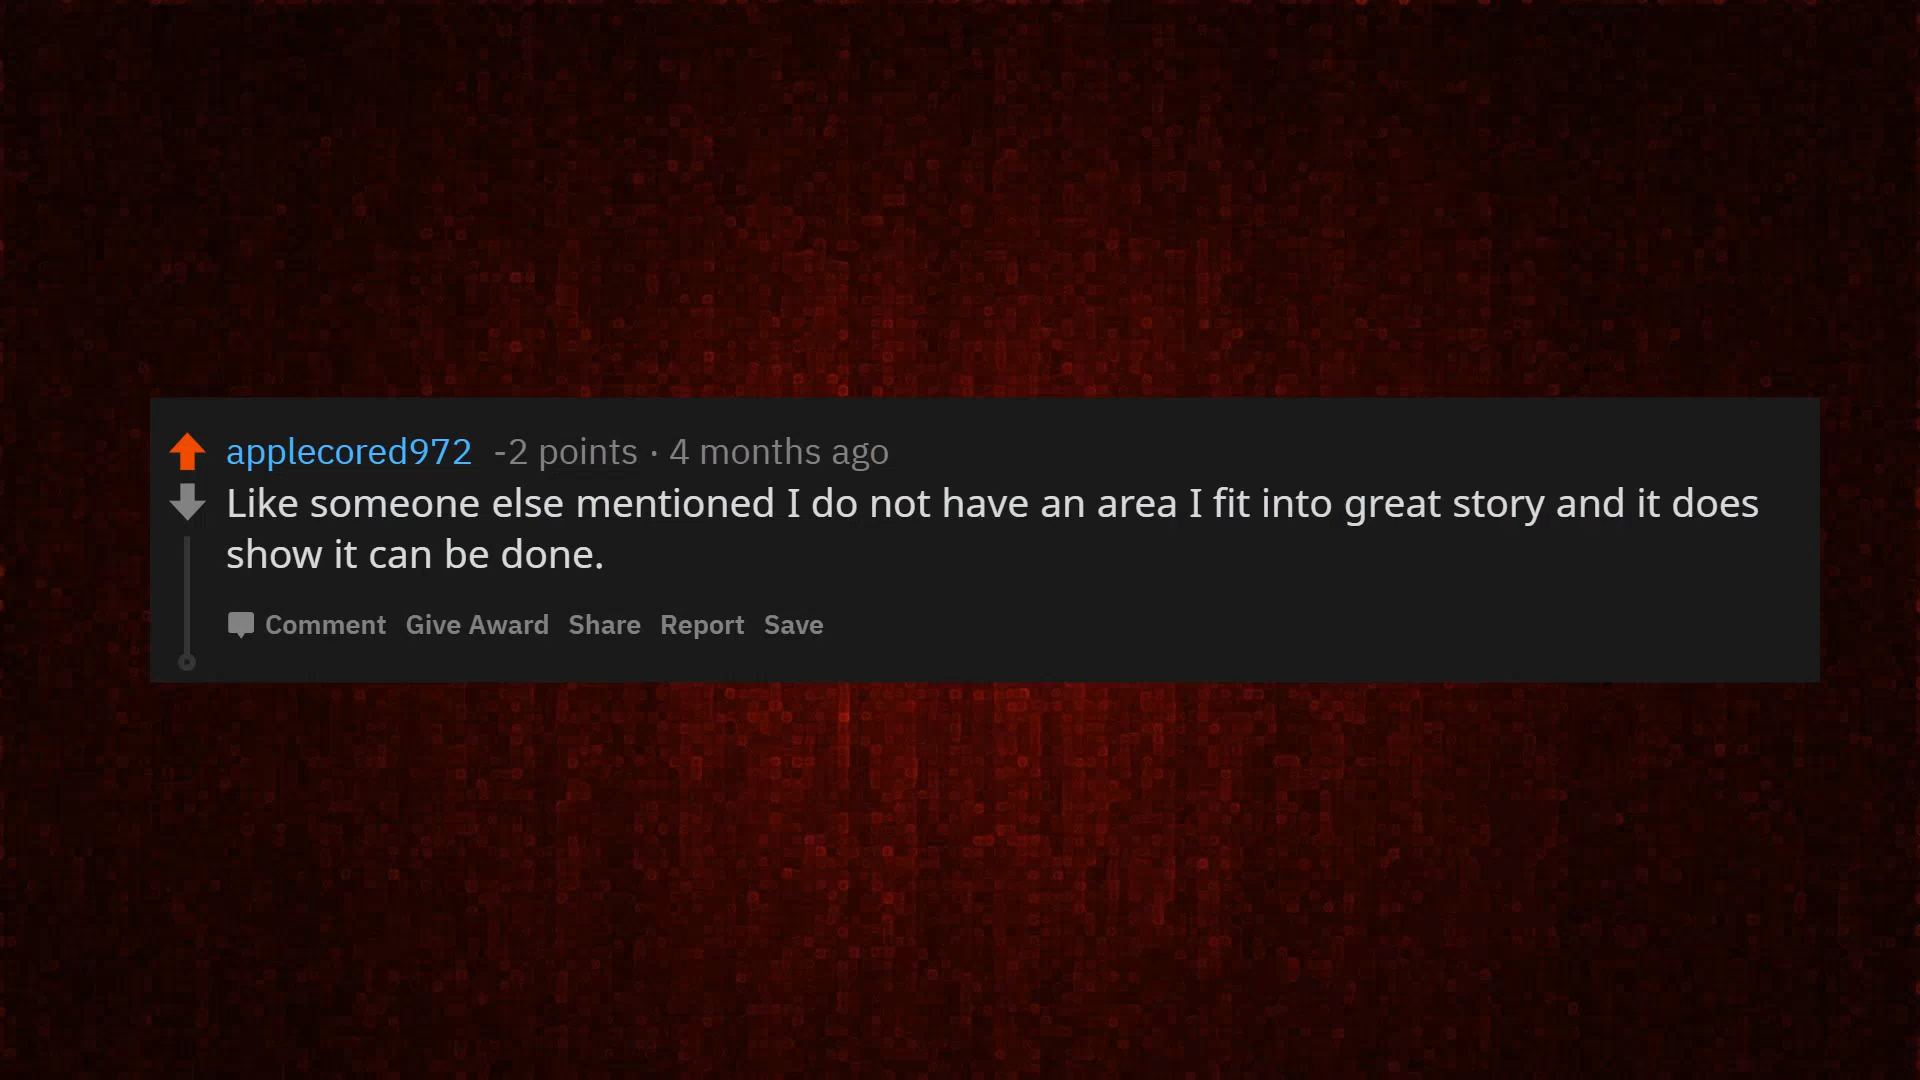 applecored972 -2 points · 4 months ago
Like someone else mentioned I do not have an area I fit into great story and it does
show it can be done.
Comment Give Award Share Report Save